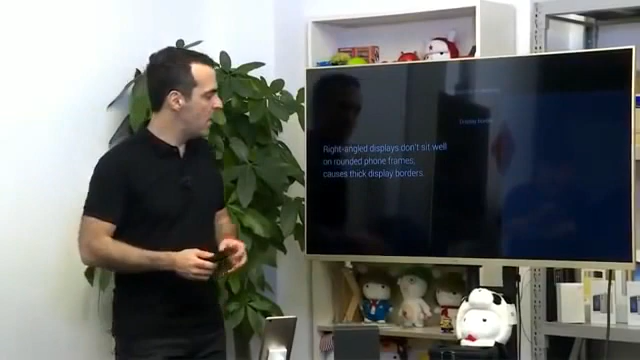 Right-angled displays don't sit well
on rounded phone frames,
causes thick display borders.